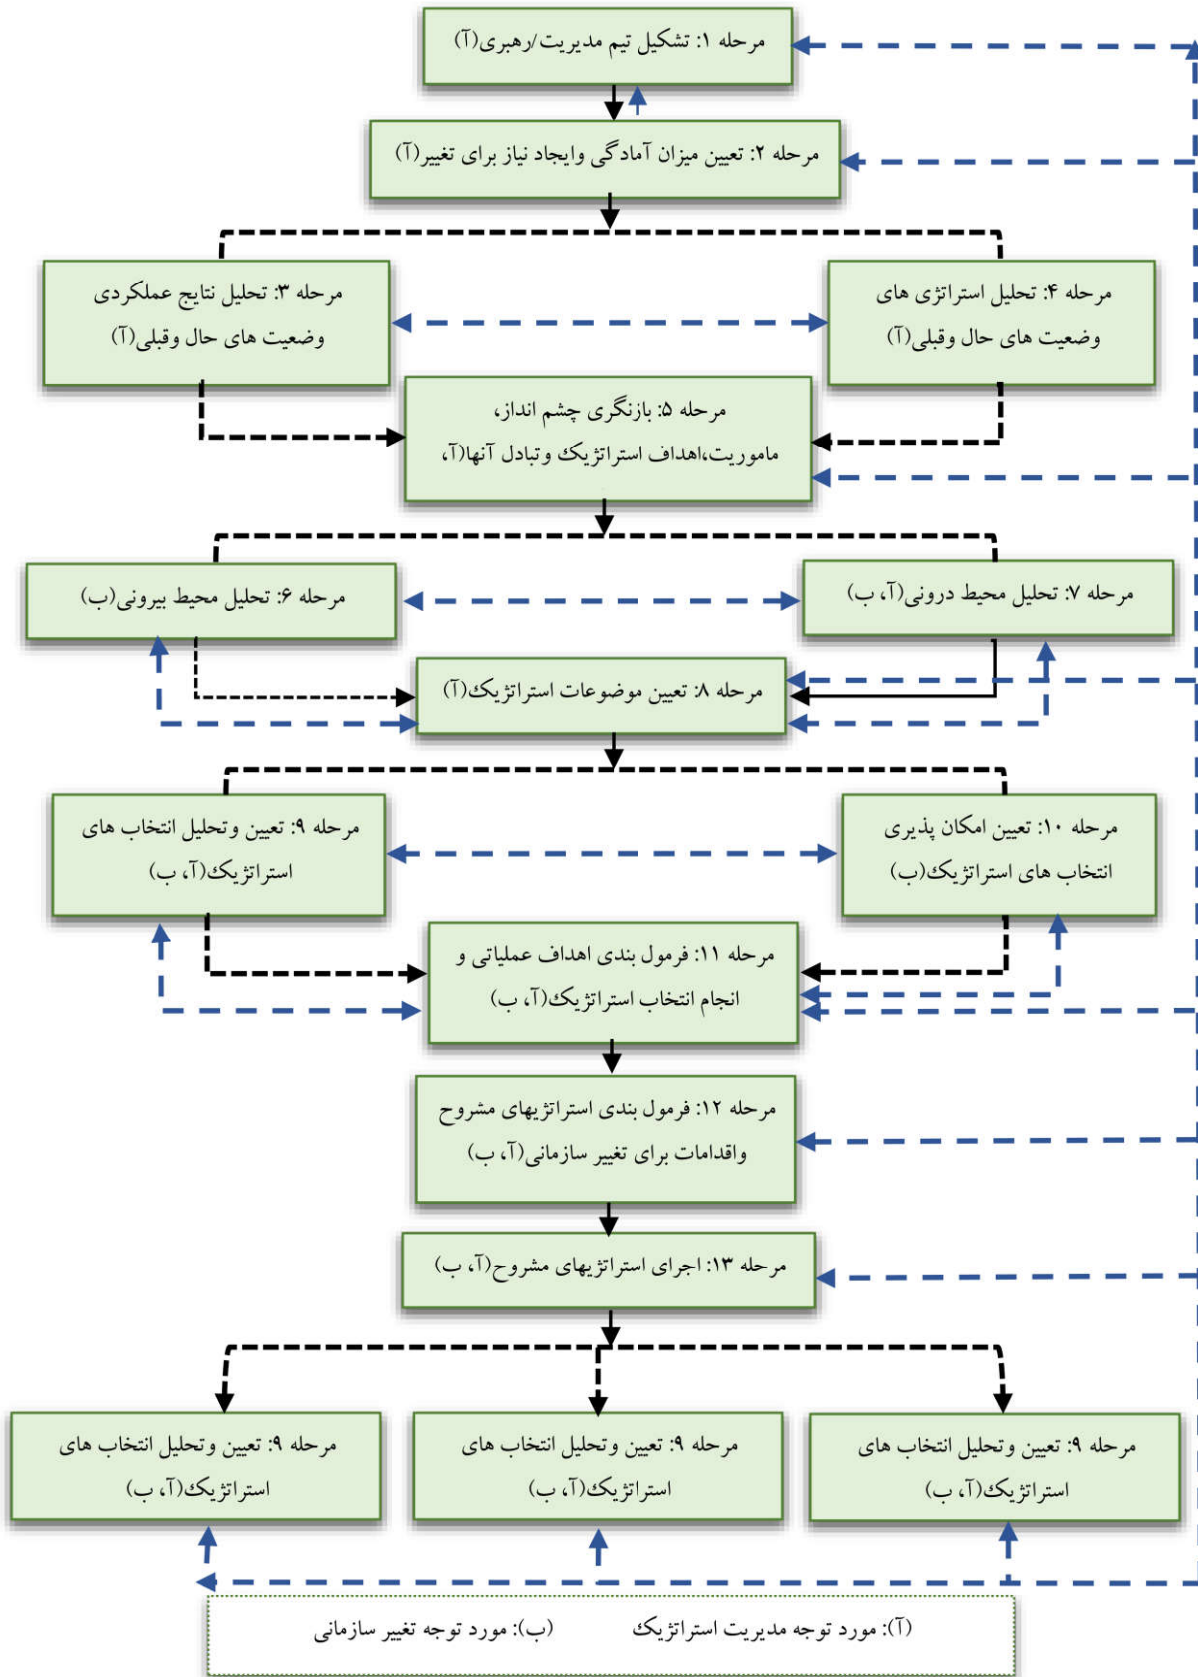 مرحله ۱: تشکیل تیم مدیریت/رهبری(آ)
مرحله ۲: تعیین میزان آمادگی وایجاد نیاز برای تغییر(آ)
مرحله ۴: تحلیل استراتژی های
وضعیت های حال وقبلی(آ)
مرحله ۳: تحلیل نتایج عملکردی
وضعیت های حال وقبلی(آ)
مرحله ۵: بازنگری چشم انداز،
ماموریت،اهداف استراتژیک وتبادل آنها(آ،
مرحله ۷: تحلیل محیط درونی(آ، ب)
مرحله ۶: تحلیل محیط بیرونی(ب)
مرحله ۸: تعیین موضوعات استراتژیک(آ)
مرحله ۱۰: تعیین امکان پذیری
انتخاب های استراتژیک(ب)
مرحله ۹: تعیین وتحلیل انتخاب های
استراتژیک(آ، ب)
مرحله ۱۱: فرمول بندی اهداف عملیاتی و
انجام انتخاب استراتژیک(آ، ب)
مرحله ۱۲: فرمول بندی استراتژیهای مشروح
واقدامات برای تغییر سازمانی(آ، ب)
مرحله ۱۳: اجرای استراتژیهای مشروح(آ، ب)
مرحله ۹: تعیین وتحلیل انتخاب های
استراتژیک(آ، ب)
مرحله ۹: تعیین وتحلیل انتخاب های
استراتژیک(آ، ب)
مرحله ۹: تعیین وتحلیل انتخاب های
استراتژیک(آ، ب)
(آ): مورد توجه مدیریت استراتژیک (ب): مورد توجه تغییر سازمانی